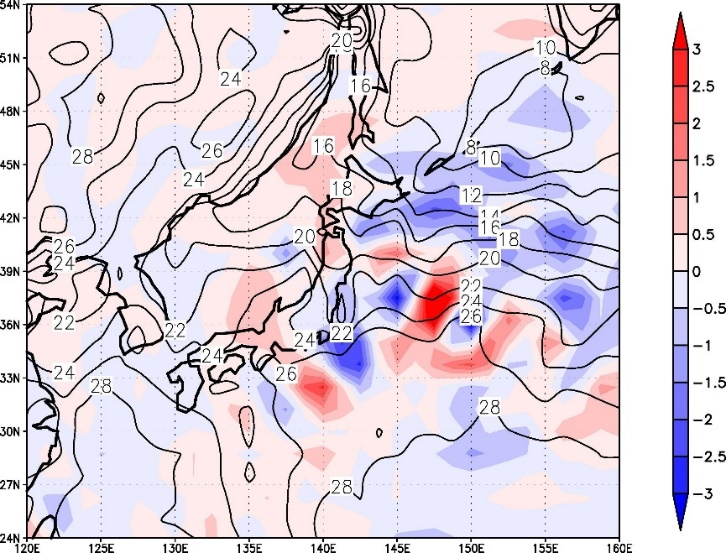 54N
51N
48N
45N
42N
39N
36N
33N
30N
27N
24N
120E 125E 130E 135E 140E 145E 150E 155E 160E
20 10
8
24 16
28 26 16 8 10
24 18 12
14
16
26 20 18
24 20
22
24
22 22 22 26
24
24 24
28 26
28
28
3
2.5
2
1.5
1
0.5
0
−0.5
−1
−1.5
−2
−2.5
−3